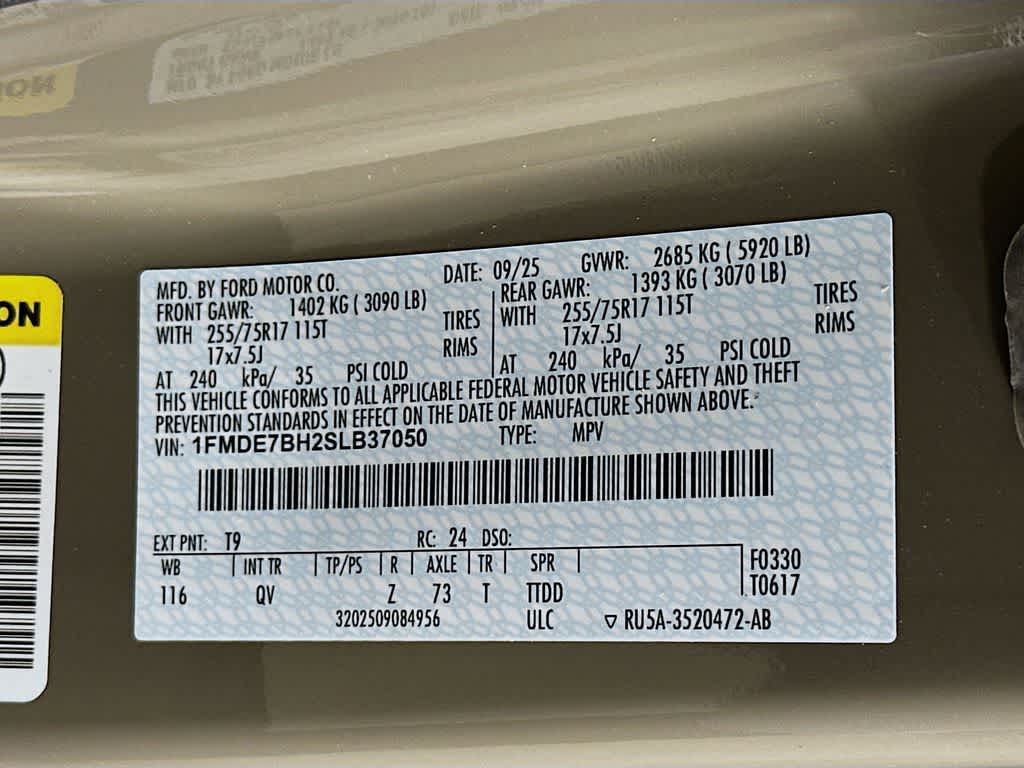 MFD. BY FORD MOTOR CO. DATE: 09/25 GVWR: 2685 KG ( 5920 LB)
FRONT GAWR: 1402 KG ( 3090 LB) REAR GAWR: 1393 KG ( 3070 LB)
WITH 255/75R17 115T TIRES WITH 255/75R17 115T TIRES
17x7.5J RIMS 17x7.5J RIMS
AT 240 kPa/ 35 PSI COLD AT 240 kPa/ 35 PSI COLD
THIS VEHICLE CONFORMS TO ALL APPLICABLE FEDERAL MOTOR VEHICLE SAFETY AND THEFT
PREVENTION STANDARDS IN EFFECT ON THE DATE OF MANUFACTURE SHOWN ABOVE.
VIN: 1FMDE7BH2SLB37050 TYPE: MPV
EXT PNT: T9 RC: 24 DSO:
WB INT TR TP/PS R AXLE TR SPR F0330
116 QV Z 73 T TTDD T0617
3202509084956 ULC ▽ RU5A-3520472-AB
ON